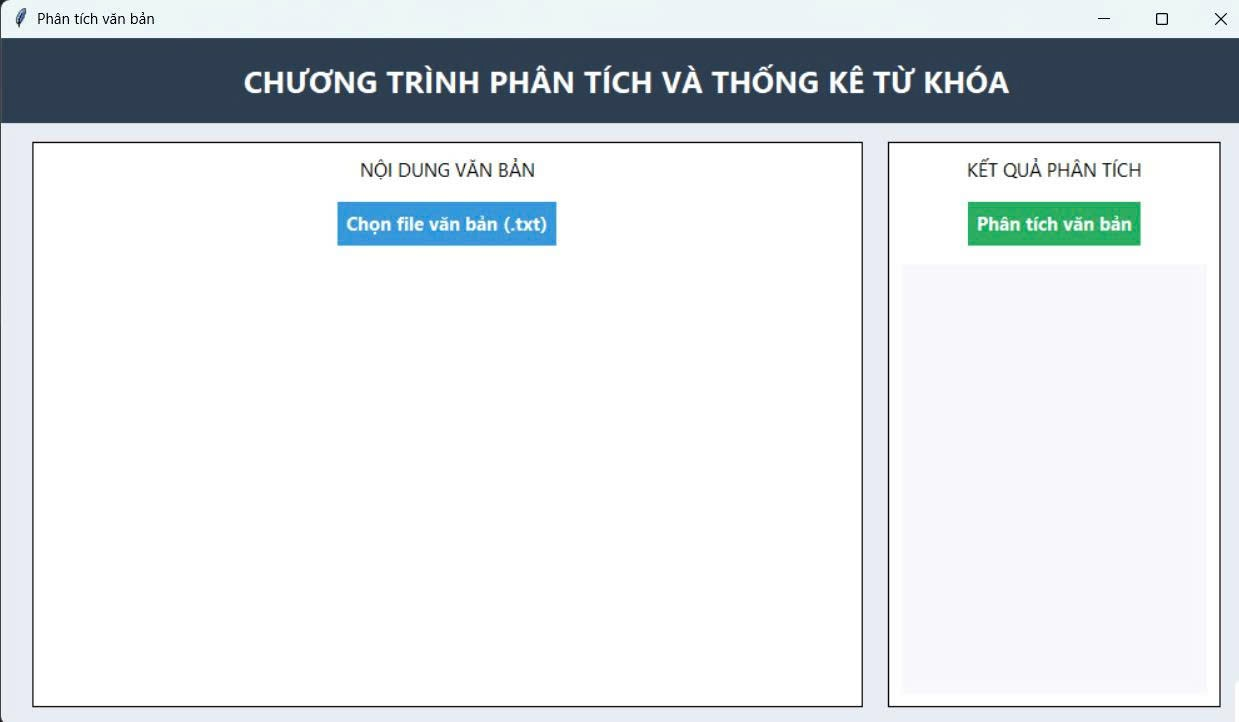 Phân tích văn bản
CHƯƠNG TRÌNH PHÂN TÍCH VÀ THỐNG KÊ TỪ KHÓA
NỘI DUNG VĂN BẢN
Chọn file văn bản (.txt)
KẾT QUẢ PHÂN TÍCH
Phân tích văn bản